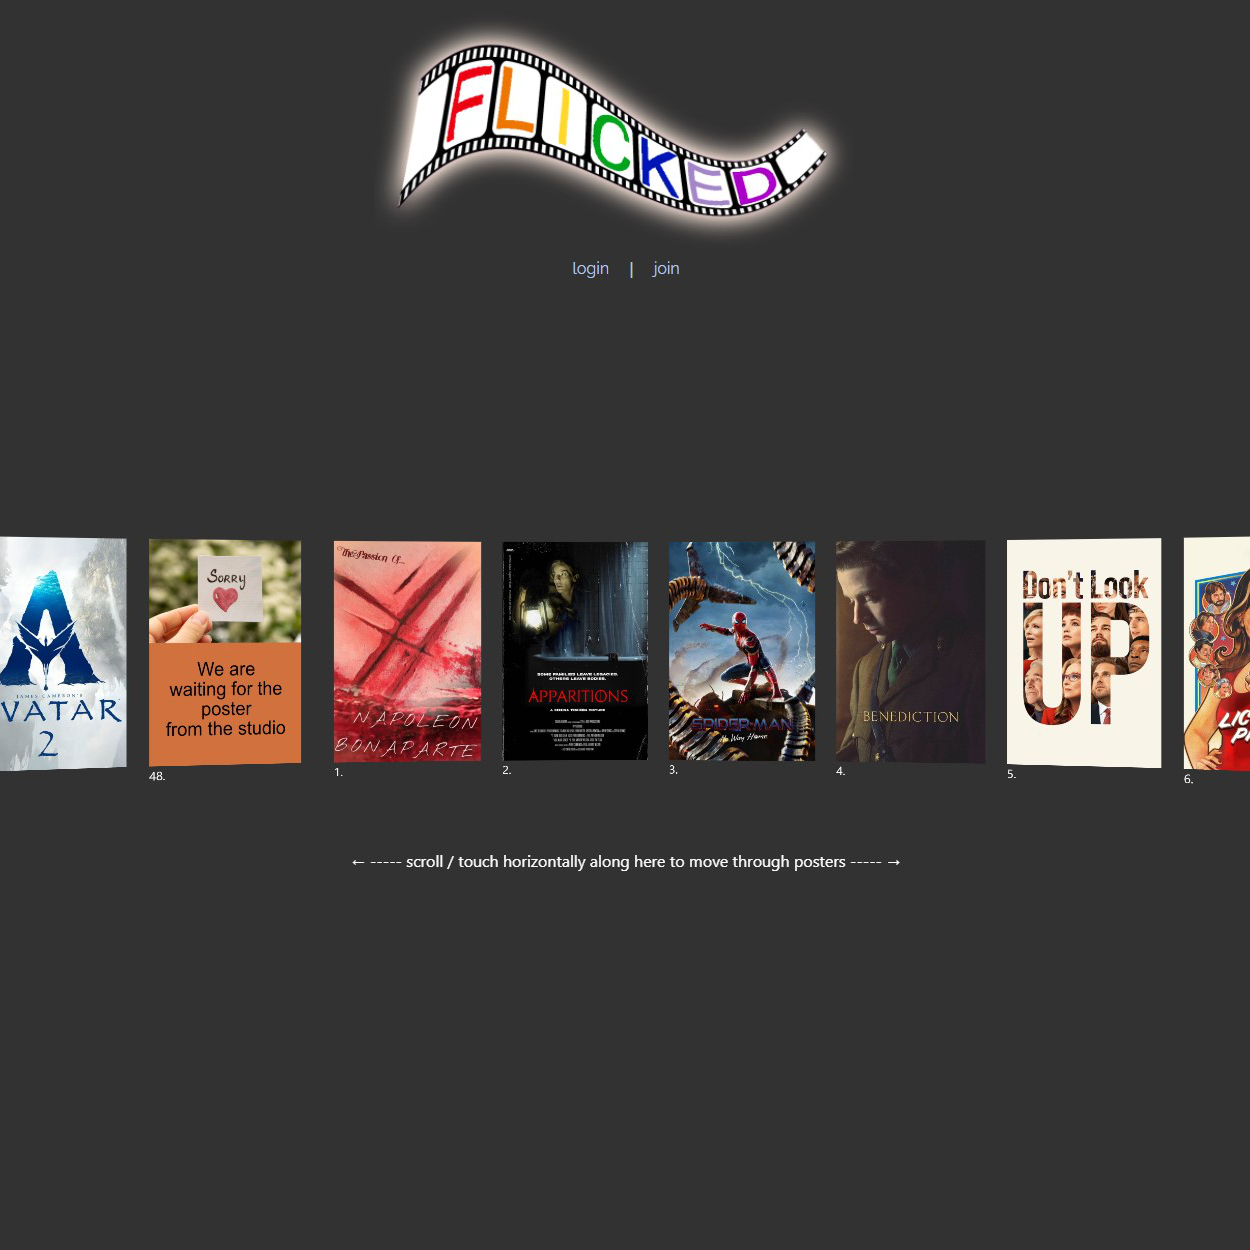 FLICKED
login | join
JAMES CAMERON'S
VATAR
2
Sorry
We are
waiting for the
poster
from the studio
48.
The Passion Of...
NAPOLEON
BONAPARTE
1.
SOME FAMILIES LEAVE LEGACIES.
OTHERS LEAVE BODIES.
APPARITIONS
2.
SPIDER-MAN
No Way Home
3.
BENEDICTION
4.
Don't Look
UP
5.
LIC
P
6.
← ----- scroll / touch horizontally along here to move through posters ----- →